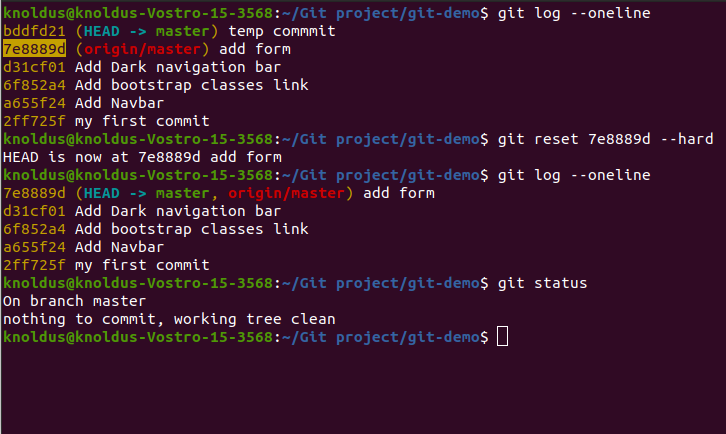 knoldus@knoldus-Vostro-15-3568:~/Git project/git-demo$ git log --oneline
bddfd21 (HEAD -> master) temp commmit
7e8889d (origin/master) add form
d31cf01 Add Dark navigation bar
6f852a4 Add bootstrap classes link
a655f24 Add Navbar
2ff725f my first commit
knoldus@knoldus-Vostro-15-3568:~/Git project/git-demo$ git reset 7e8889d --hard
HEAD is now at 7e8889d add form
knoldus@knoldus-Vostro-15-3568:~/Git project/git-demo$ git log --oneline
7e8889d (HEAD -> master, origin/master) add form
d31cf01 Add Dark navigation bar
6f852a4 Add bootstrap classes link
a655f24 Add Navbar
2ff725f my first commit
knoldus@knoldus-Vostro-15-3568:~/Git project/git-demo$ git status
On branch master
nothing to commit, working tree clean
knoldus@knoldus-Vostro-15-3568:~/Git project/git-demo$